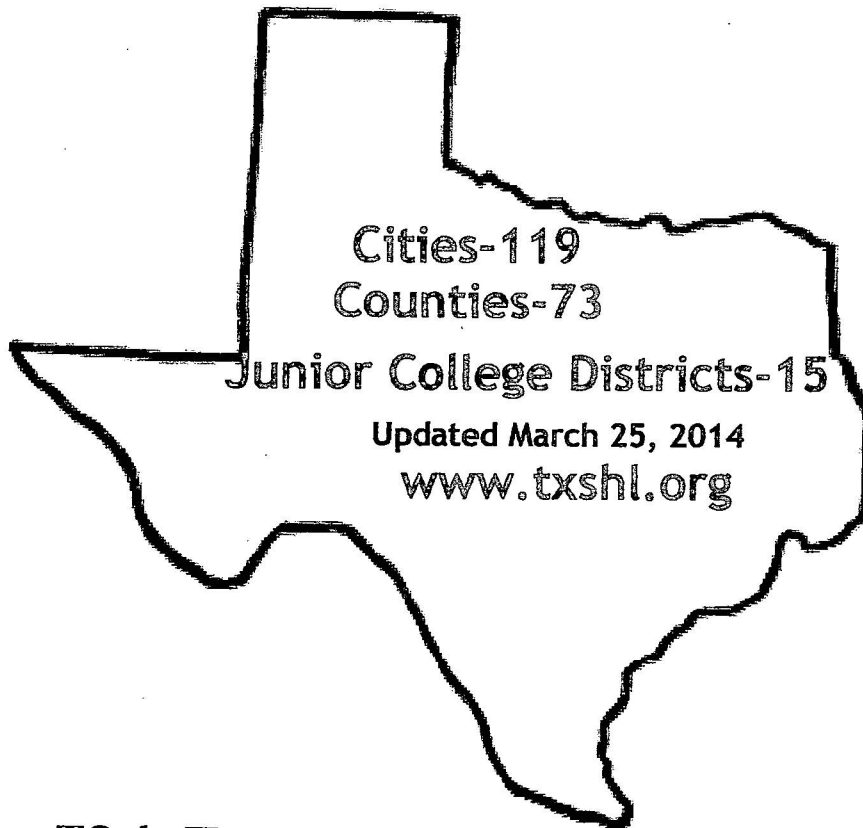 Cities-119
Counties-73
Junior College Districts-15
Updated March 25, 2014
www.txshl.org